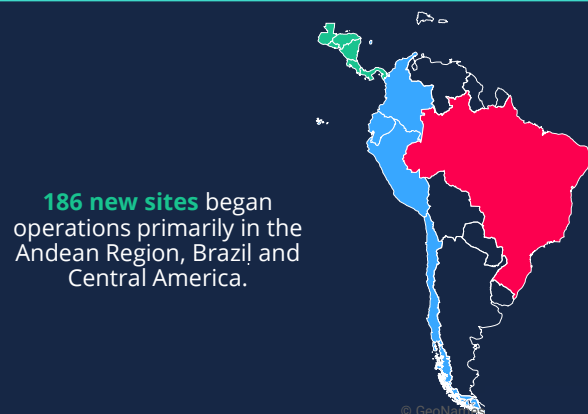 186 new sites began
operations primarily in the
Andean Region, Brazil and
Central America.
© GeoNames